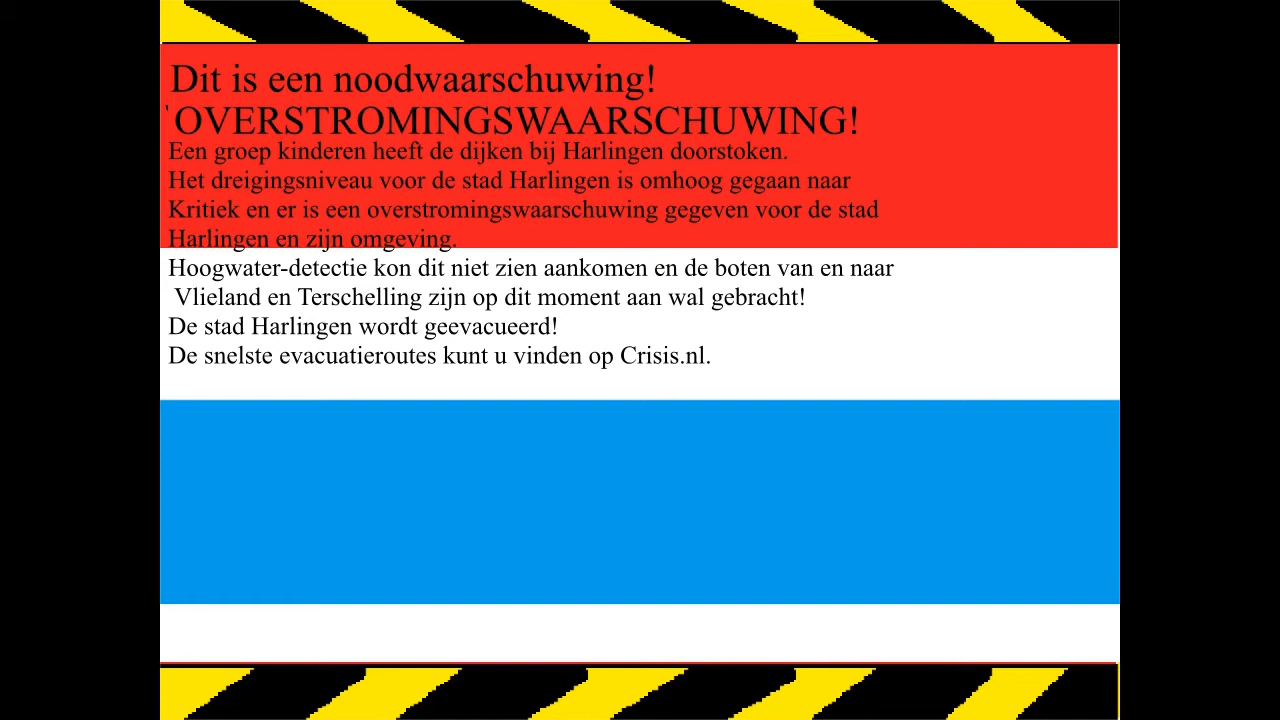 Dit is een noodwaarschuwing!
'OVERSTROMINGSWAARSCHUWING!
Een groep kinderen heeft de dijken bij Harlingen doorstoken.
Het dreigingsniveau voor de stad Harlingen is omhoog gegaan naar
Kritiek en er is een overstromingswaarschuwing gegeven voor de stad
Harlingen en zijn omgeving.
Hoogwater-detectie kon dit niet zien aankomen en de boten van en naar
Vlieland en Terschelling zijn op dit moment aan wal gebracht!
De stad Harlingen wordt geevacueerd!
De snelste evacuatieroutes kunt u vinden op Crisis.nl.